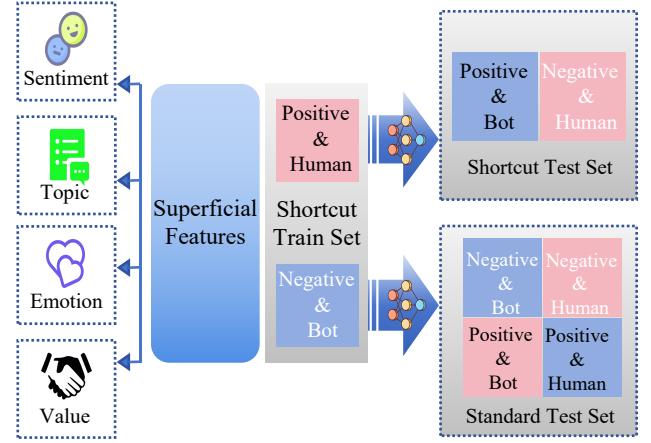 Sentiment
Topic
Emotion
Value
Superficial
Features
Positive
&
Human
Shortcut
Train Set
Negative
&
Bot
Positive
&
Bot
Negative
&
Human
Shortcut Test Set
Negative
&
Bot
Negative
&
Human
Positive
&
Bot
Positive
&
Human
Standard Test Set